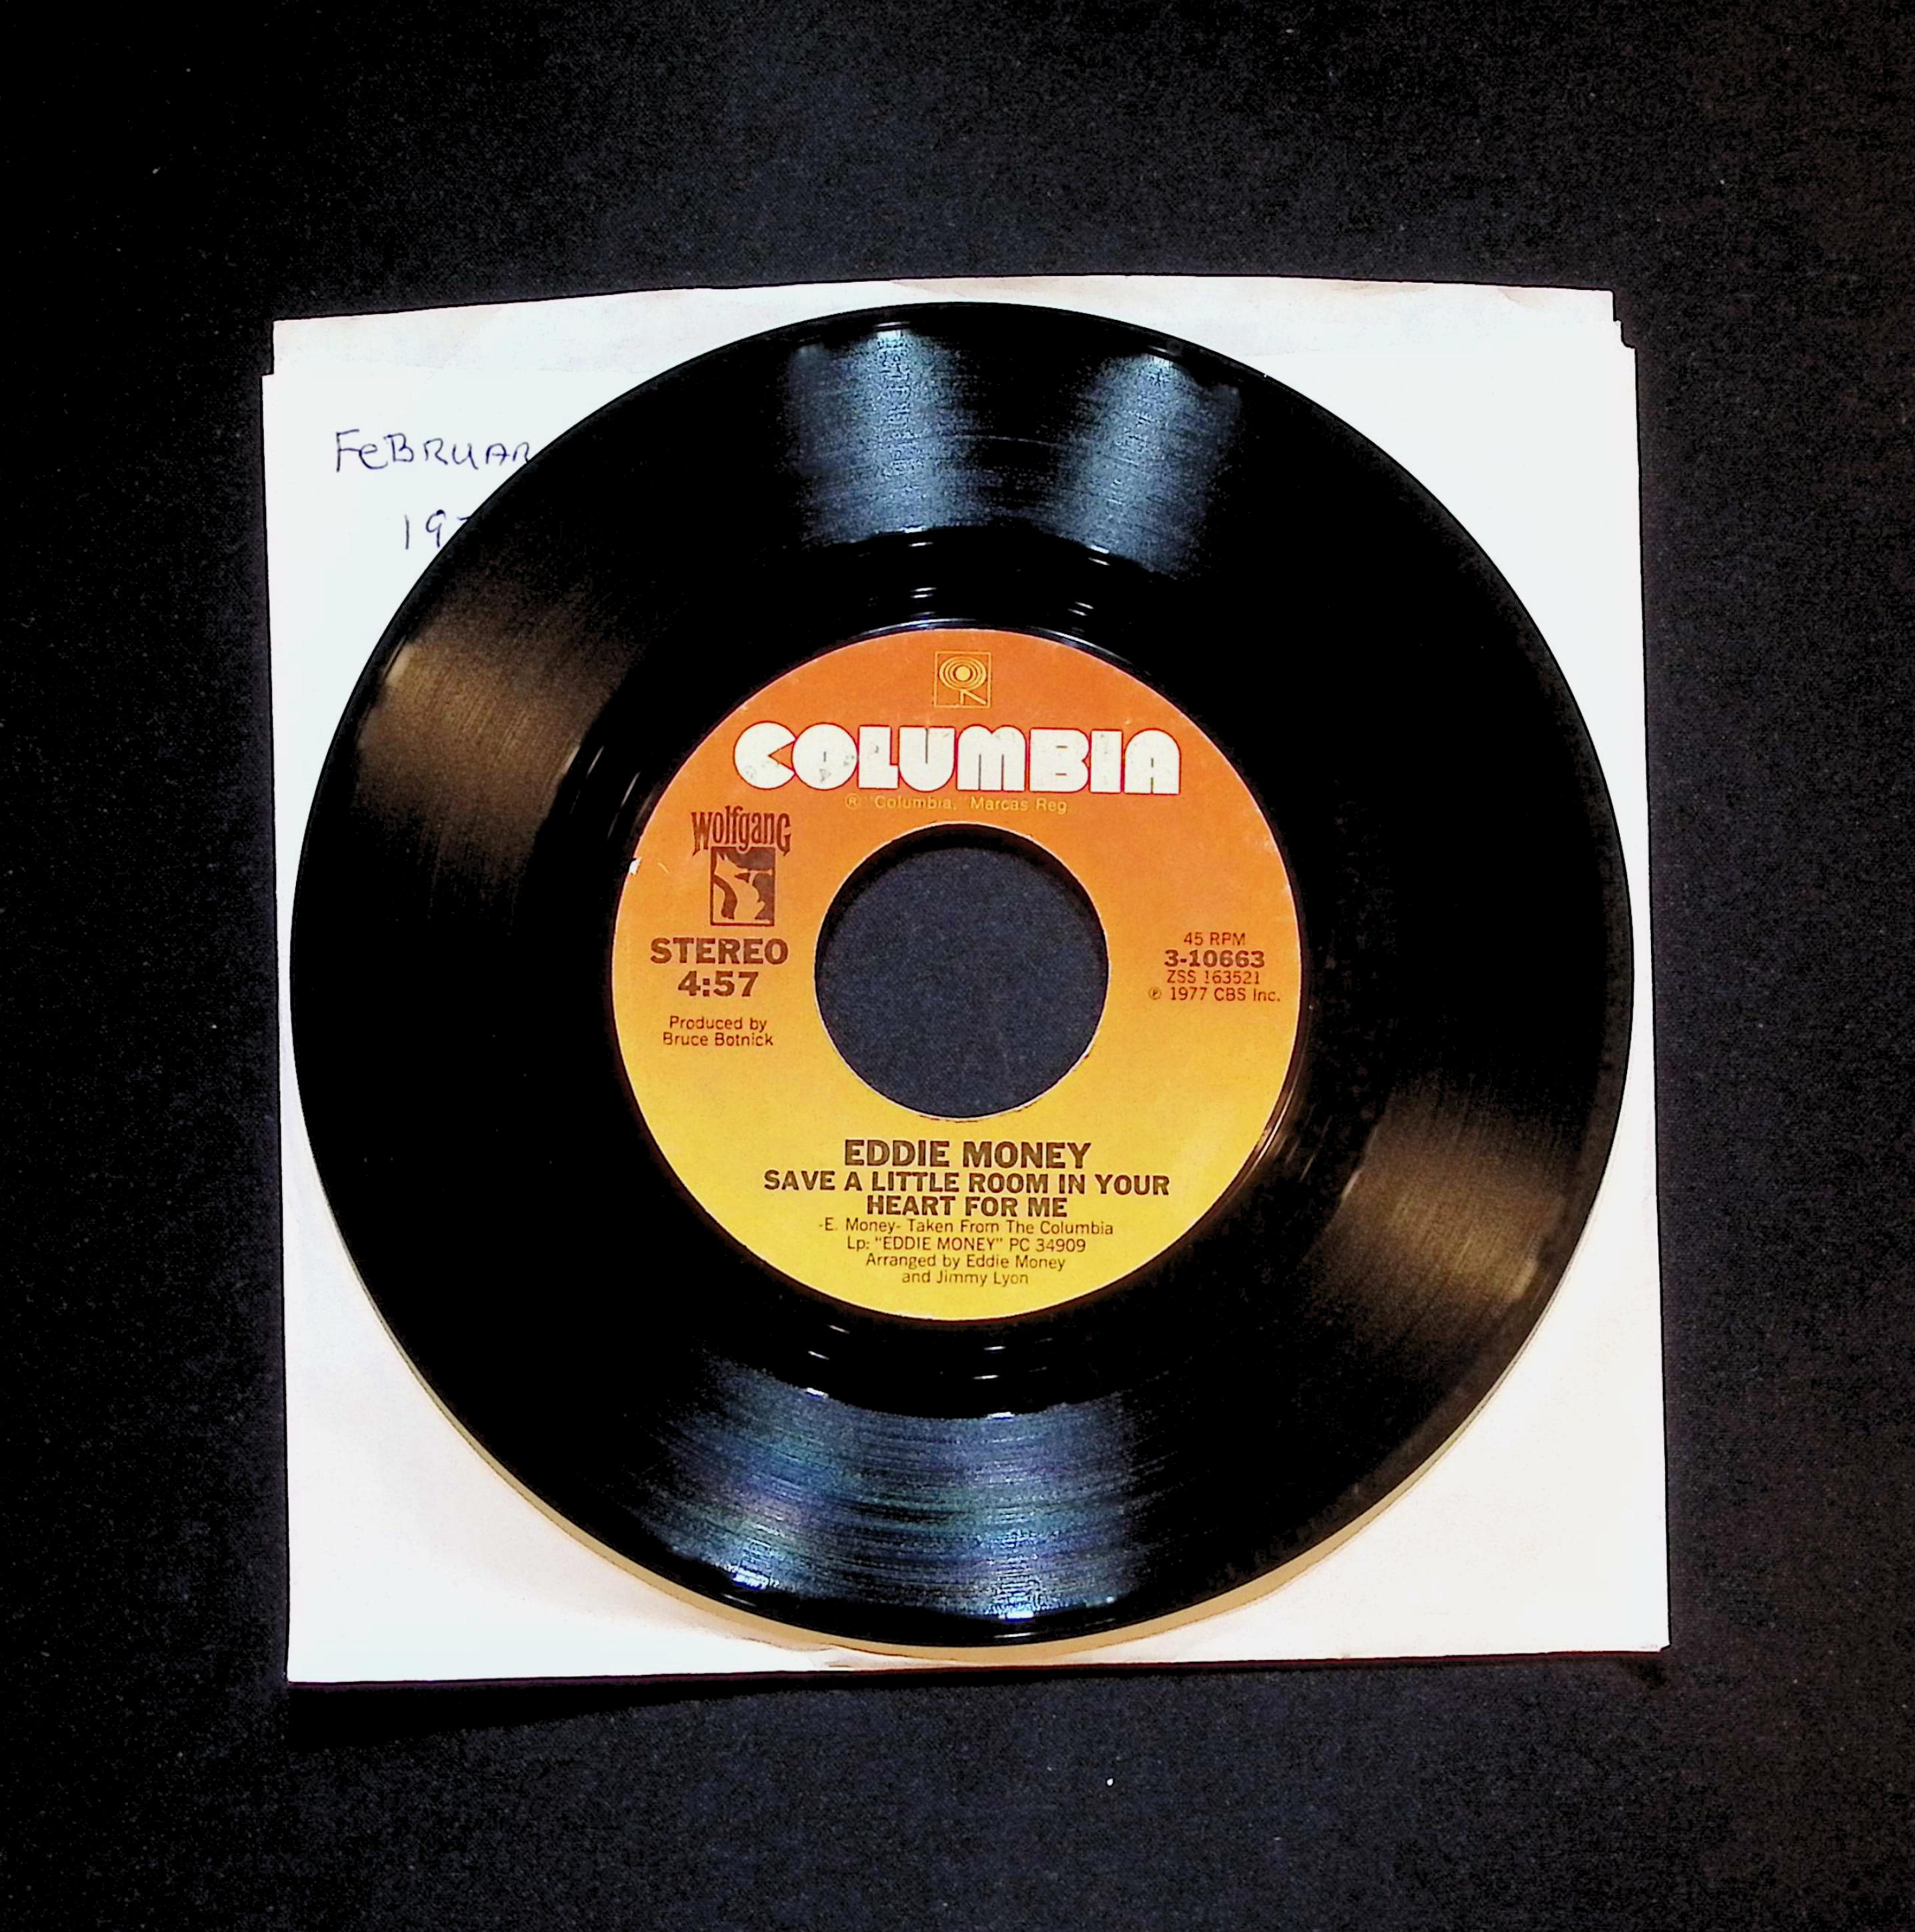 FEBRUAR
19
COLUMBIA
® "Columbia," Marcas Reg.
Wolfgang
STEREO
4:57
Produced by
Bruce Botnick
45 RPM
3-10663
ZSS 163521
℗ 1977 CBS Inc.
EDDIE MONEY
SAVE A LITTLE ROOM IN YOUR
HEART FOR ME
-E. Money- Taken From The Columbia
Lp: "EDDIE MONEY" PC 34909
Arranged by Eddie Money
and Jimmy Lyon